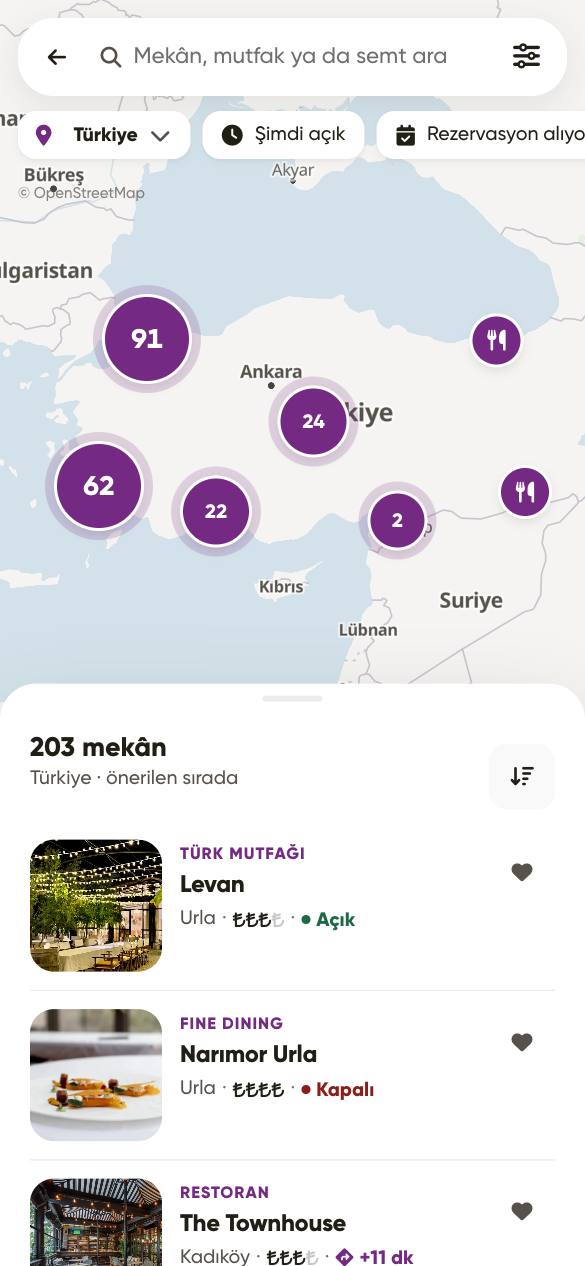 Mekân, mutfak ya da semt ara
Türkiye
Şimdi açık
Rezervasyon alıyo
Bükreş
Akyar
© OpenStreetMap
lgaristan
91
Ankara
24
kiye
62
22
2
Kıbrıs
Suriye
Lübnan
203 mekân
Türkiye · önerilen sırada
TÜRK MUTFAĞI
Levan
Urla · ₺₺₺₺ · Açık
FINE DINING
Narımor Urla
Urla · ₺₺₺₺ · Kapalı
RESTORAN
The Townhouse
Kadıköy · ₺₺₺₺ · +11 dk